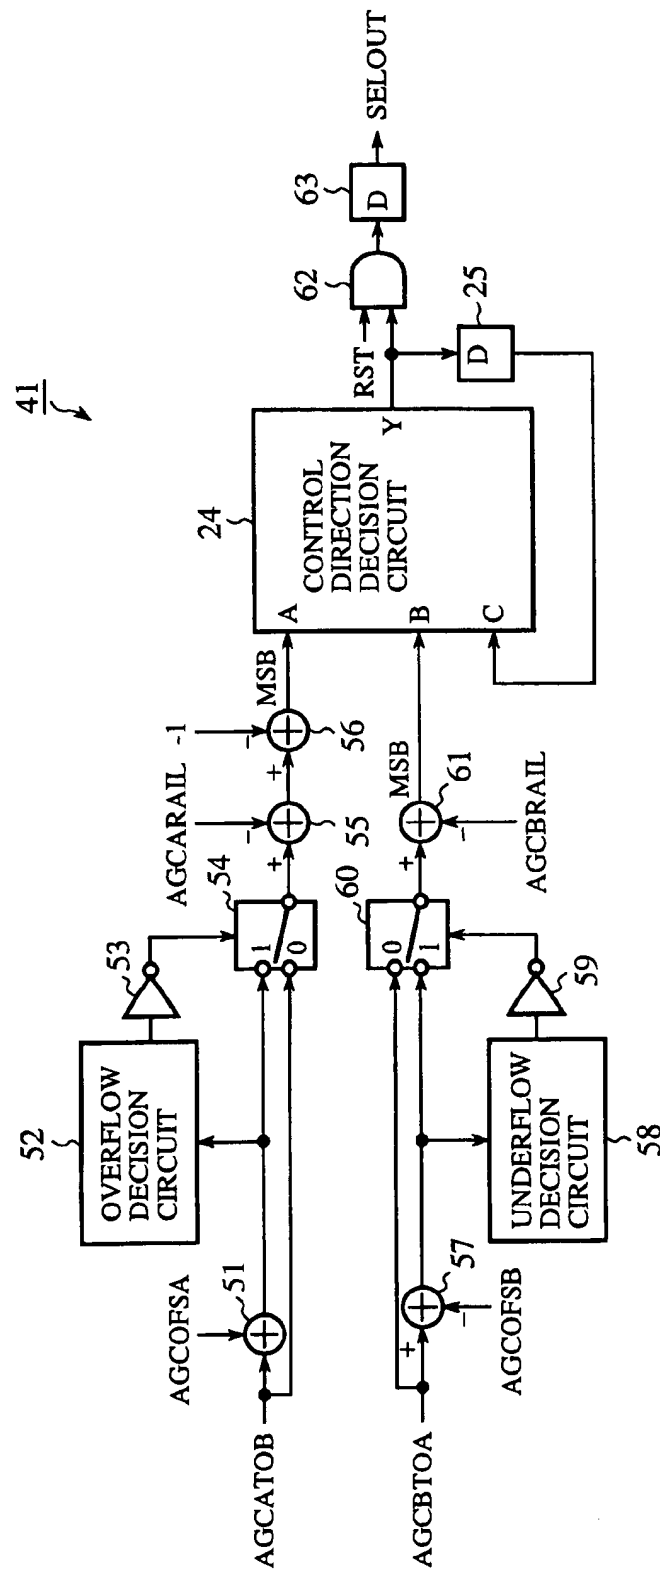 41
52
OVERFLOW
DECISION
CIRCUIT
53
54
1
0
AGCOFSA
51
AGCATOB
AGCARAIL
-1
−
−
+
55
+
56
MSB
24
CONTROL
DIRECTION
DECISION
CIRCUIT
A
B
C
Y
RST
62
63
D
SELOUT
25
D
AGCBTOA
+
57
−
AGCOFSB
60
0
1
+
MSB
61
−
AGCBRAIL
UNDERFLOW
DECISION
CIRCUIT
58
59